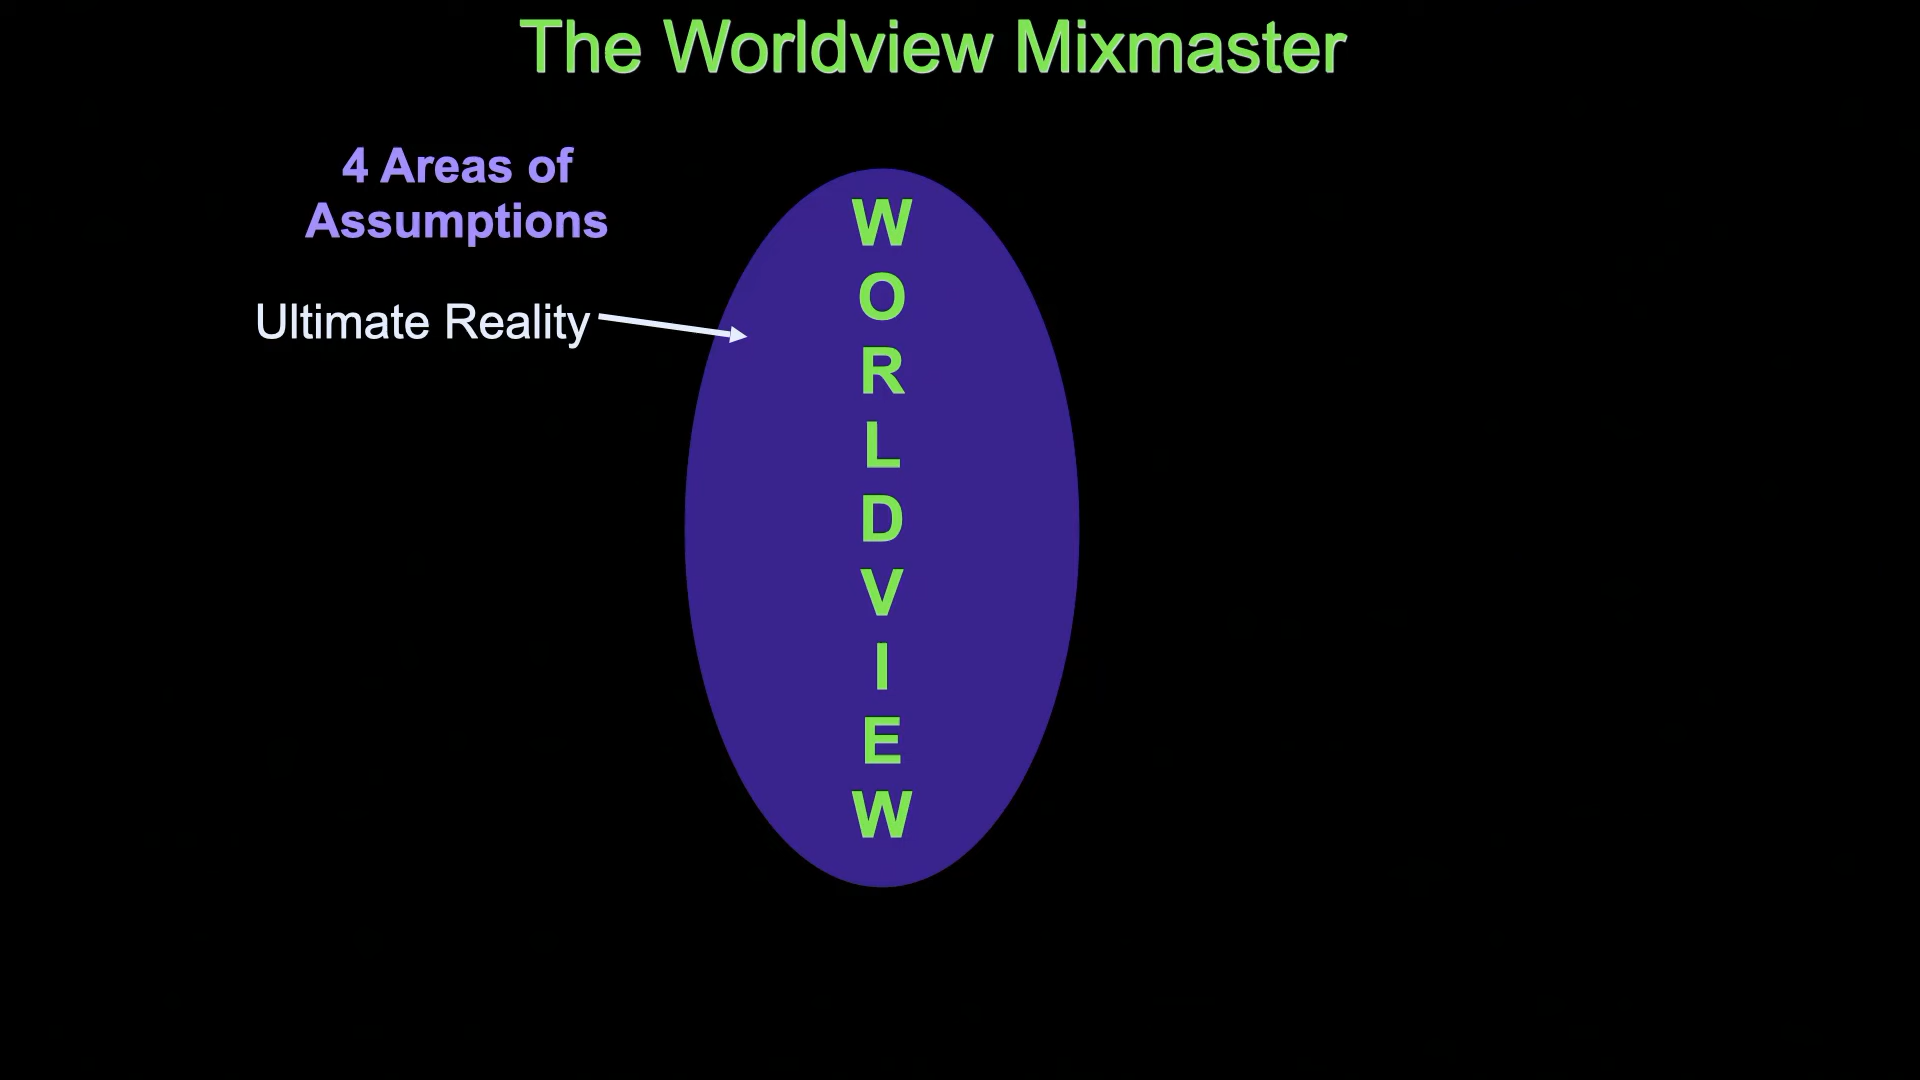 The Worldview Mixmaster
4 Areas of
Assumptions
Ultimate Reality
W
O
R
L
D
V
I
E
W